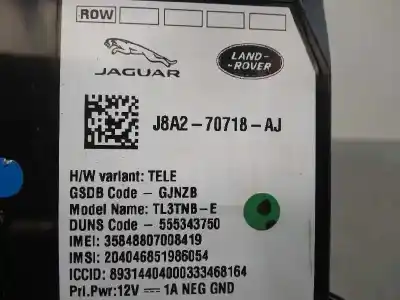 ROW
JAGUAR
LAND-
-ROVER
J8A2-70718-AJ
H/W variant: TELE
GSDB Code - GJNZB
Model Name: TL3TNB-E
DUNS Code - 555343750
IMEI: 35848807008419
IMSI: 204046851986054
ICCID: 89314404000333468164
Pri.Pwr:12V ⎓ 1A NEG GND